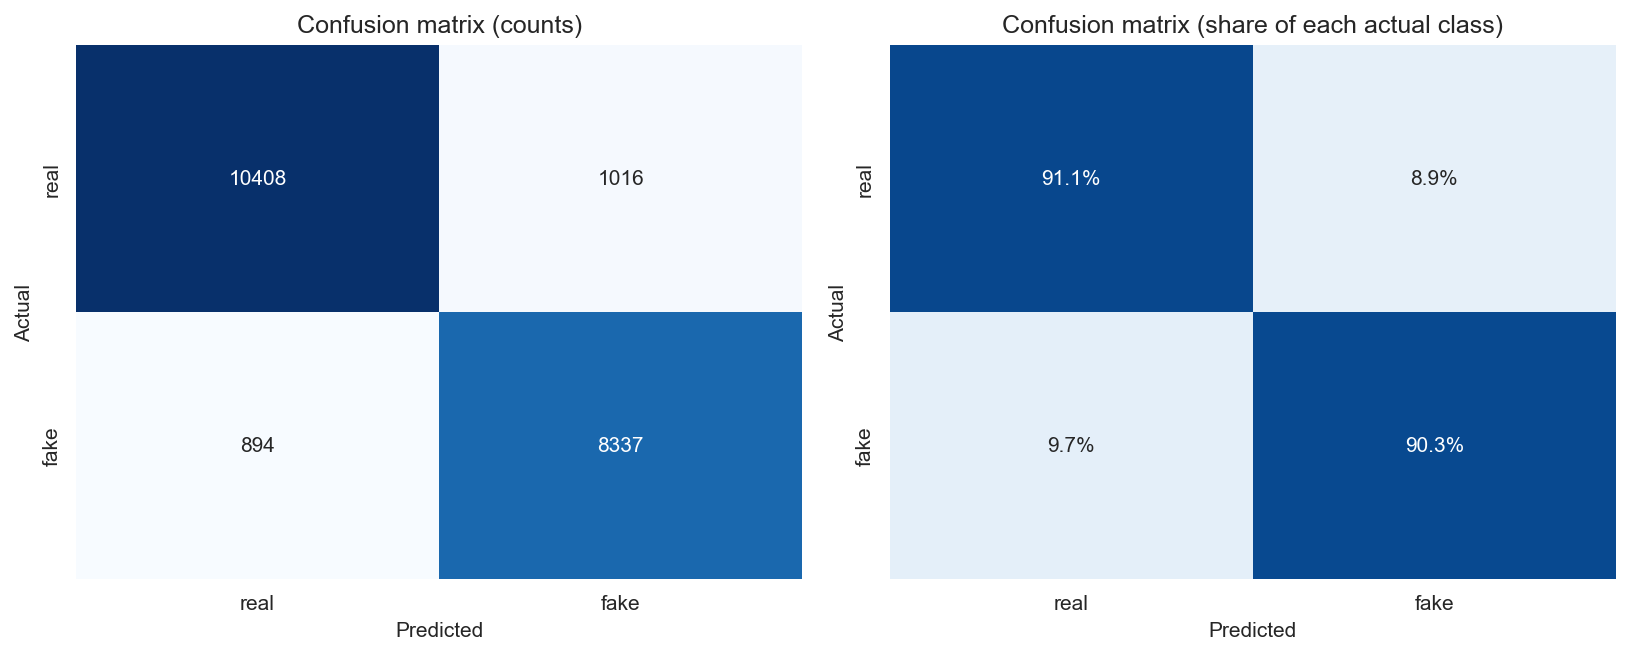 Confusion matrix (counts)
real
10408
1016
Actual
fake
894
8337
real
fake
Predicted
Confusion matrix (share of each actual class)
real
91.1%
8.9%
Actual
fake
9.7%
90.3%
real
fake
Predicted